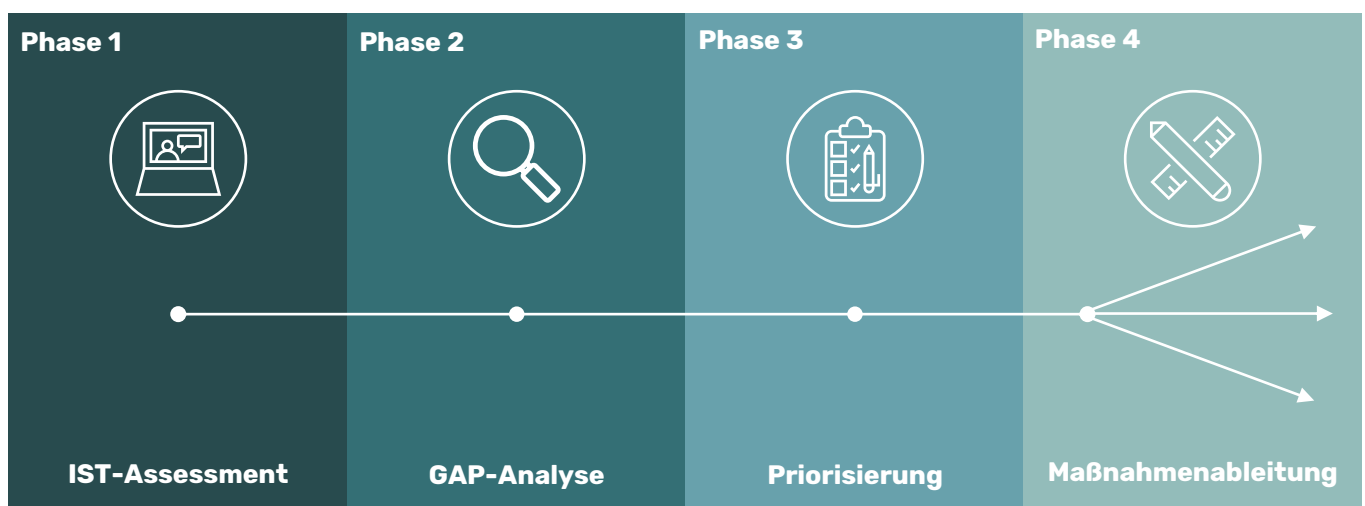 Phase 1
Phase 2
Phase 3
Phase 4
IST-Assessment
GAP-Analyse
Priorisierung
Maßnahmenableitung